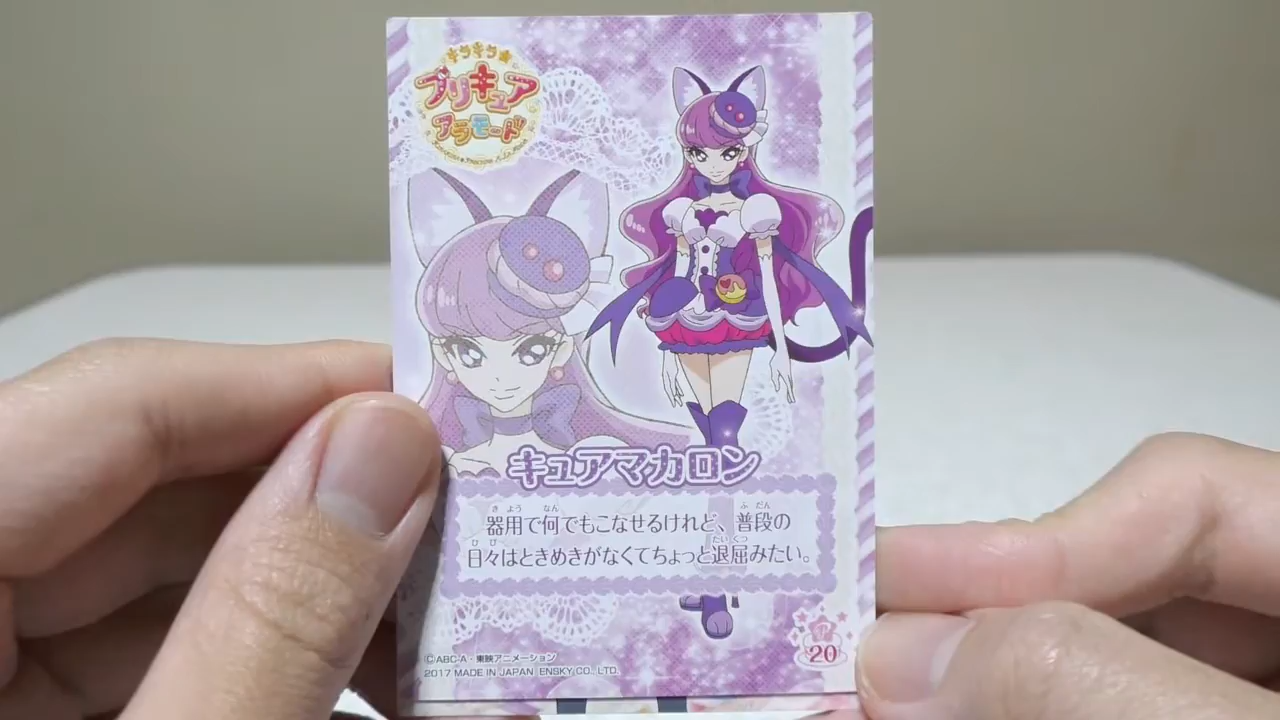 キラキラ☆
プリキュア
アラモード
キュアマカロン
器用で何でもこなせるけれど、普段の
日々はときめきがなくてちょっと退屈みたい。
©ABC-A・東映アニメーション
2017 MADE IN JAPAN ENSKY CO., LTD.
20